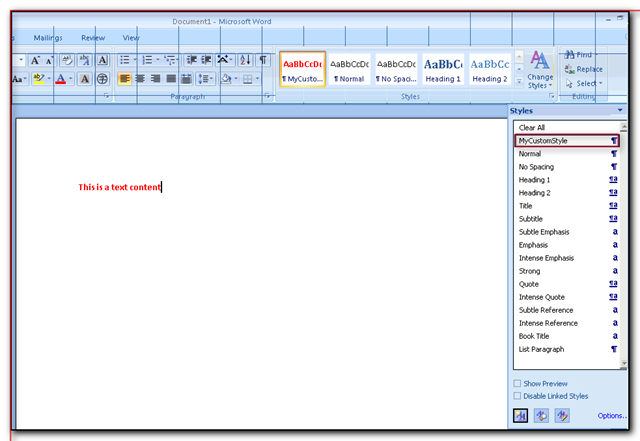 Document1 - Microsoft Word
Mailings Review View
AaBbCcDc AaBbCcDc AaBbCcDc AaBbC AaBbCc
¶ MyCusto... ¶ Normal ¶ No Spaci... Heading 1 Heading 2
Change Styles
Find
Replace
Select
Paragraph Styles Editing
Styles
Clear All
MyCustomStyle ¶
Normal ¶
No Spacing ¶
Heading 1 ¶a
Heading 2 ¶a
Title ¶a
Subtitle ¶a
Subtle Emphasis a
Emphasis a
Intense Emphasis a
Strong a
Quote ¶a
Intense Quote ¶a
Subtle Reference a
Intense Reference a
Book Title a
List Paragraph ¶
Show Preview
Disable Linked Styles
Options..
This is a text content